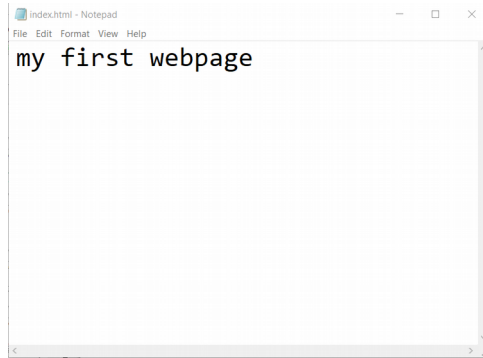 index.html - Notepad
File Edit Format View Help
my first webpage